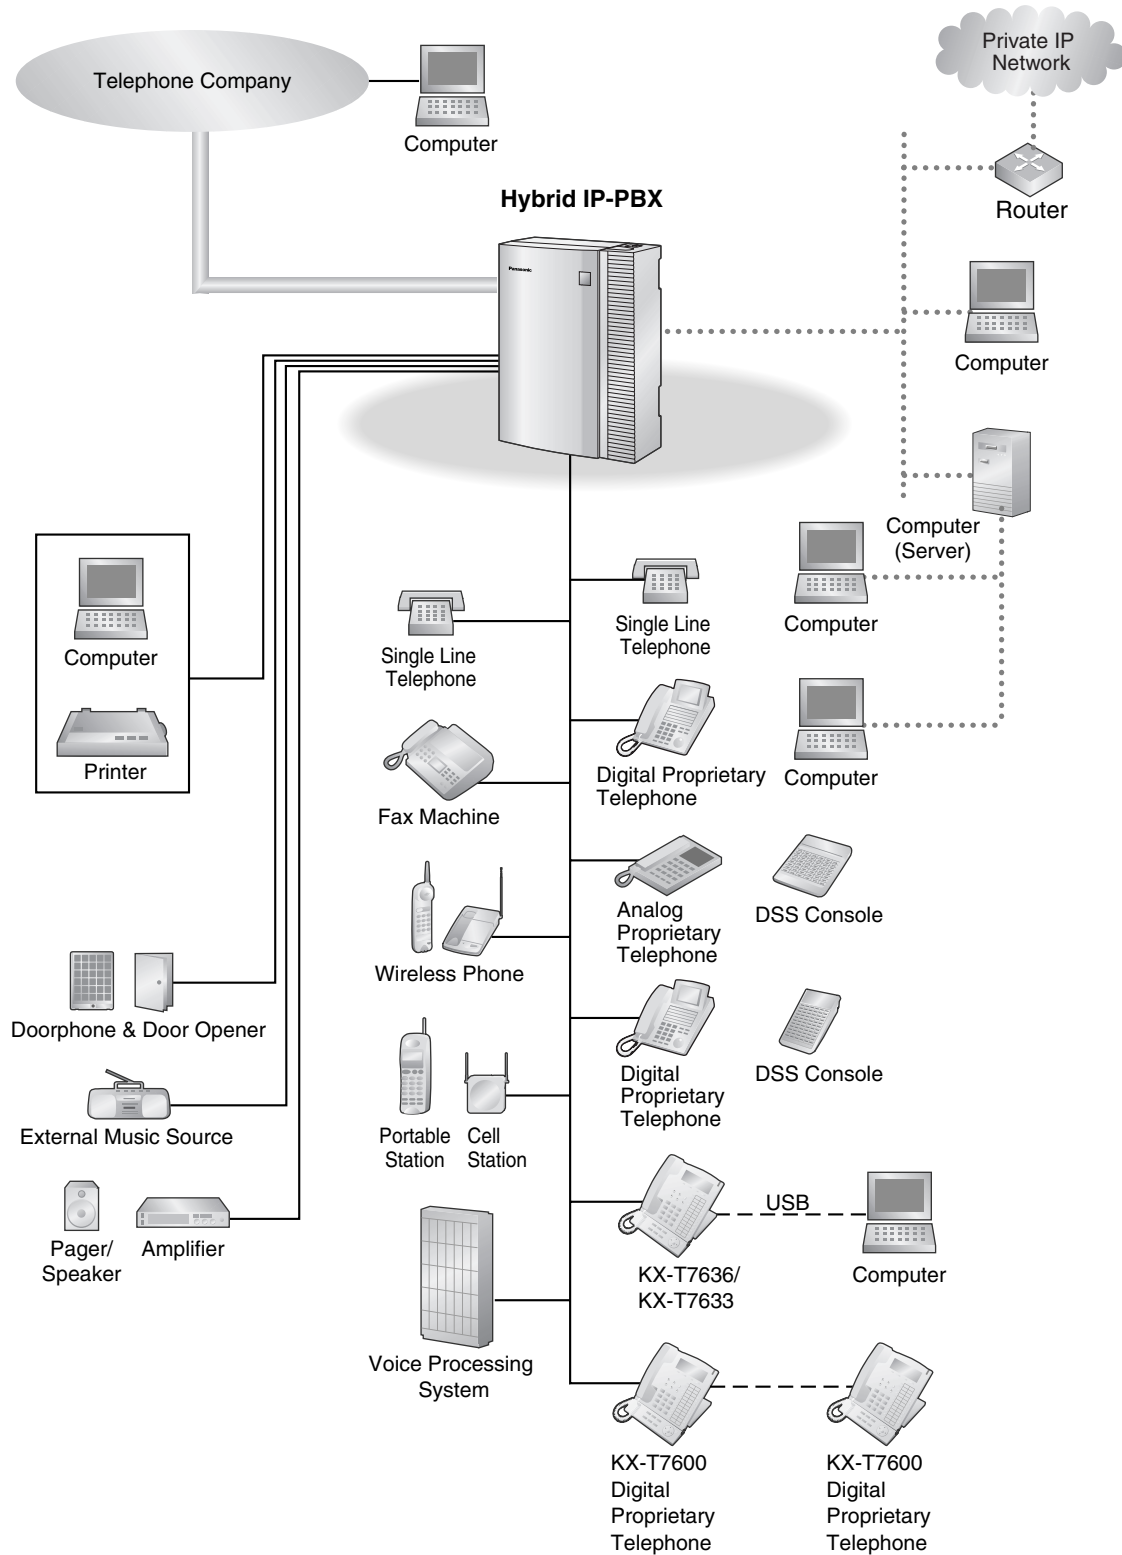 Telephone Company
Computer
Private IP
Network
Router
Hybrid IP-PBX
Panasonic
Computer
Computer
(Server)
Computer
Computer
Computer
Printer
Single Line
Telephone
Single Line
Telephone
Fax Machine
Digital Proprietary
Telephone
Wireless Phone
Analog
Proprietary
Telephone
DSS Console
Doorphone & Door Opener
Portable
Station
Cell
Station
Digital
Proprietary
Telephone
DSS Console
External Music Source
Pager/
Speaker
Amplifier
Voice Processing
System
KX-T7636/
KX-T7633
USB
Computer
KX-T7600
Digital
Proprietary
Telephone
KX-T7600
Digital
Proprietary
Telephone